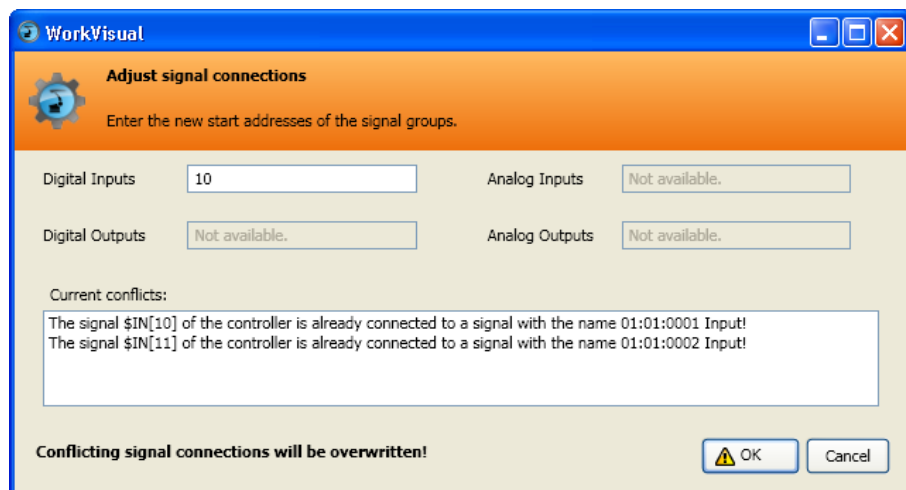 WorkVisual
Adjust signal connections
Enter the new start addresses of the signal groups.
Digital Inputs 10 Analog Inputs Not available.
Digital Outputs Not available. Analog Outputs Not available.
Current conflicts:
The signal $IN[10] of the controller is already connected to a signal with the name 01:01:0001 Input!
The signal $IN[11] of the controller is already connected to a signal with the name 01:01:0002 Input!
Conflicting signal connections will be overwritten! OK Cancel